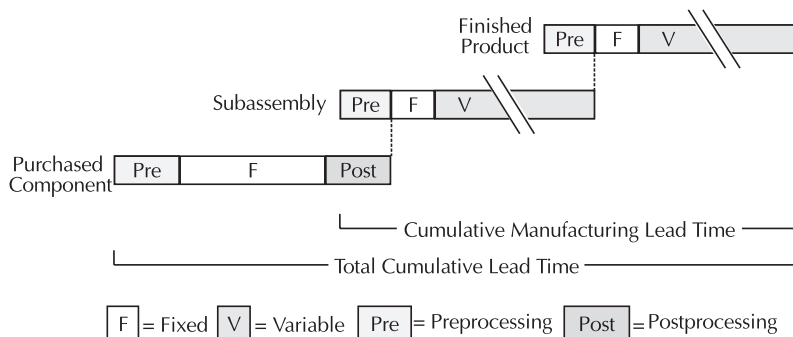 Finished
Product
Pre F V
Subassembly
Pre F V
Purchased
Component
Pre F Post
Cumulative Manufacturing Lead Time
Total Cumulative Lead Time
F = Fixed V = Variable Pre = Preprocessing Post =Postprocessing